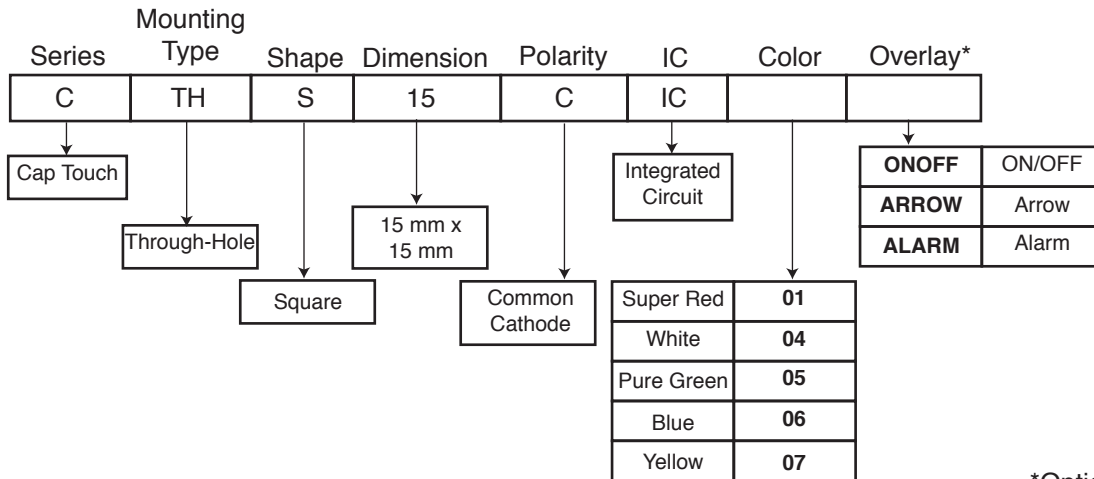 Mounting
Series Type Shape Dimension Polarity IC Color Overlay*
C TH S 15 C IC
Cap Touch
Through-Hole
Square
15 mm x
15 mm
Common
Cathode
Integrated
Circuit
Super Red 01
White 04
Pure Green 05
Blue 06
Yellow 07
ONOFF ON/OFF
ARROW Arrow
ALARM Alarm